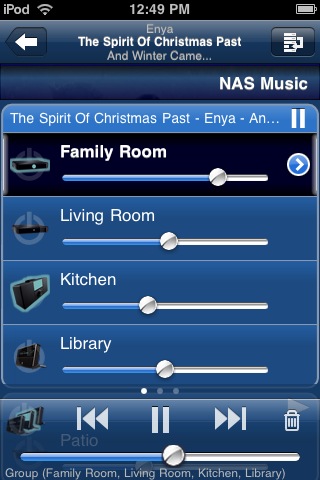 iPod 12:49 PM
Enya
The Spirit Of Christmas Past
And Winter Came...
NAS Music
The Spirit Of Christmas Past - Enya - An...
Family Room
Living Room
Kitchen
Library
Patio
Group (Family Room, Living Room, Kitchen, Library)